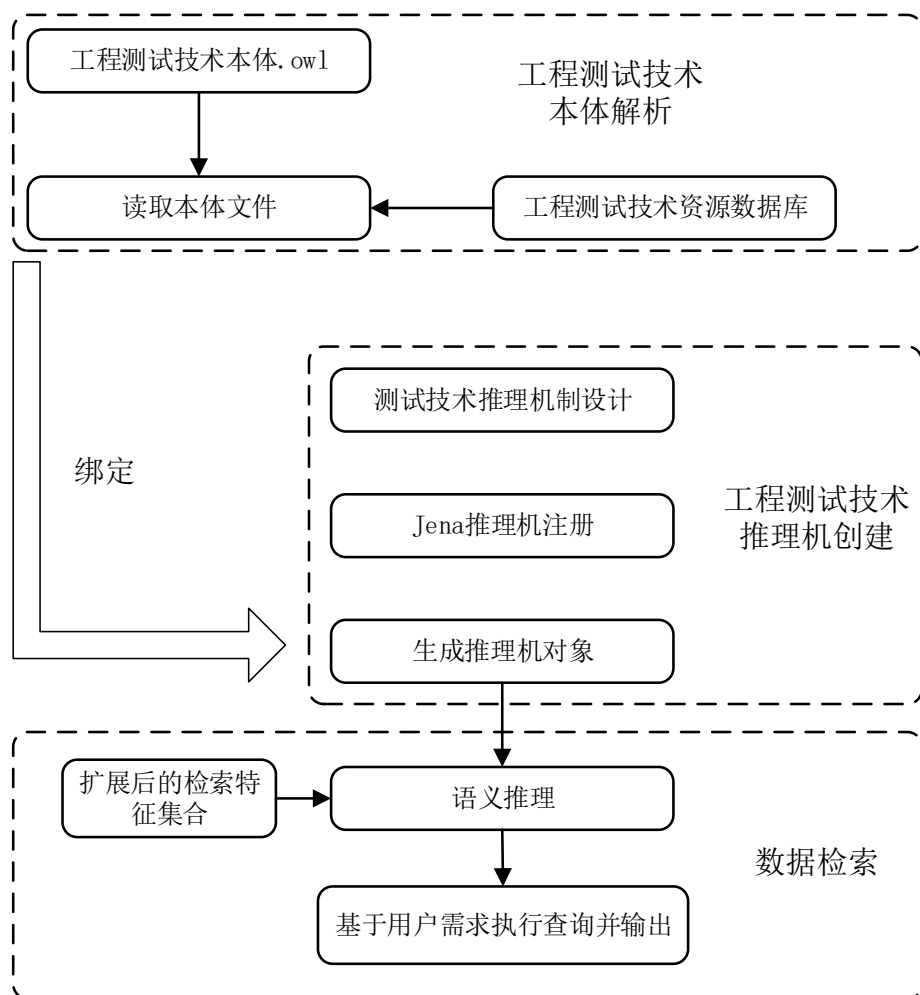 工程测试技术本体.owl
工程测试技术
本体解析
读取本体文件
工程测试技术资源数据库
测试技术推理机制设计
绑定
Jena推理机注册
工程测试技术
推理机创建
生成推理机对象
扩展后的检索特
征集合
语义推理
数据检索
基于用户需求执行查询并输出